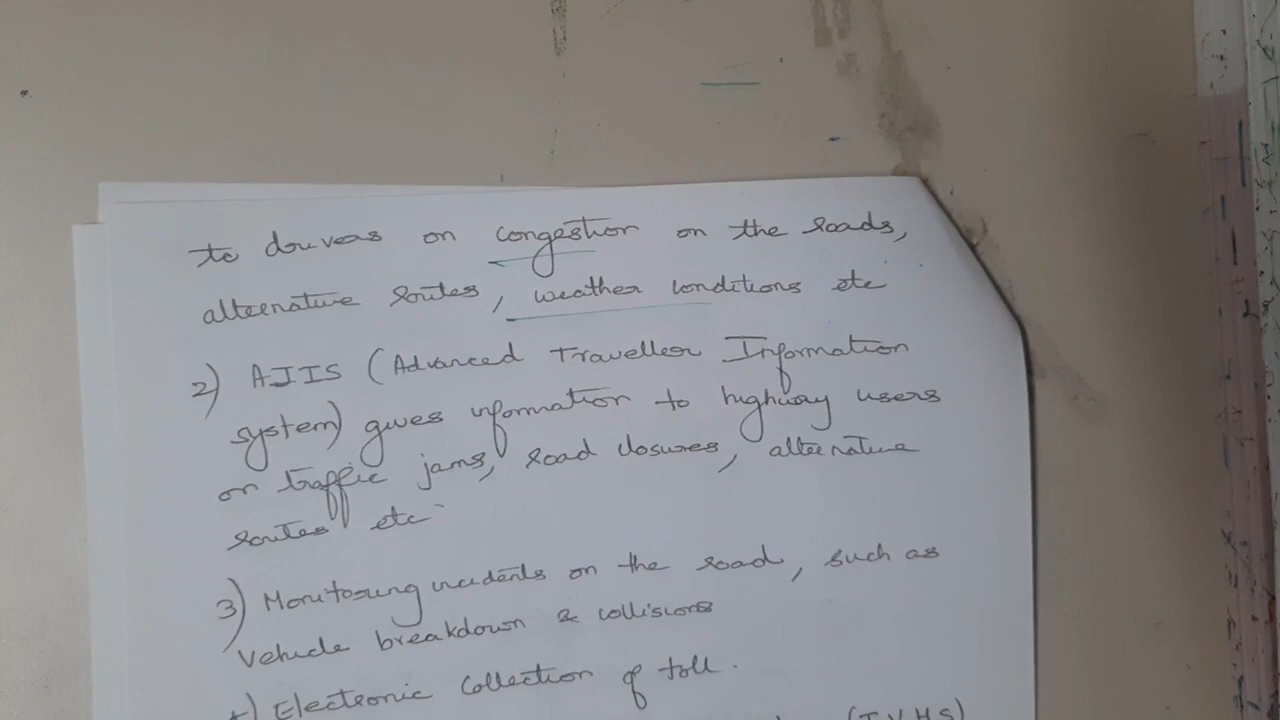 to drivers on congestion on the roads,
alternative routes, weather conditions etc
2) ATIS (Advanced Traveller Information
system) gives information to highway users
on traffic jams, road closures, alternative
routes etc
3) Monitoring incidents on the road, such as
Vehicle breakdown & collisions
4) Electronic Collection of toll.
(I.V.H.S)